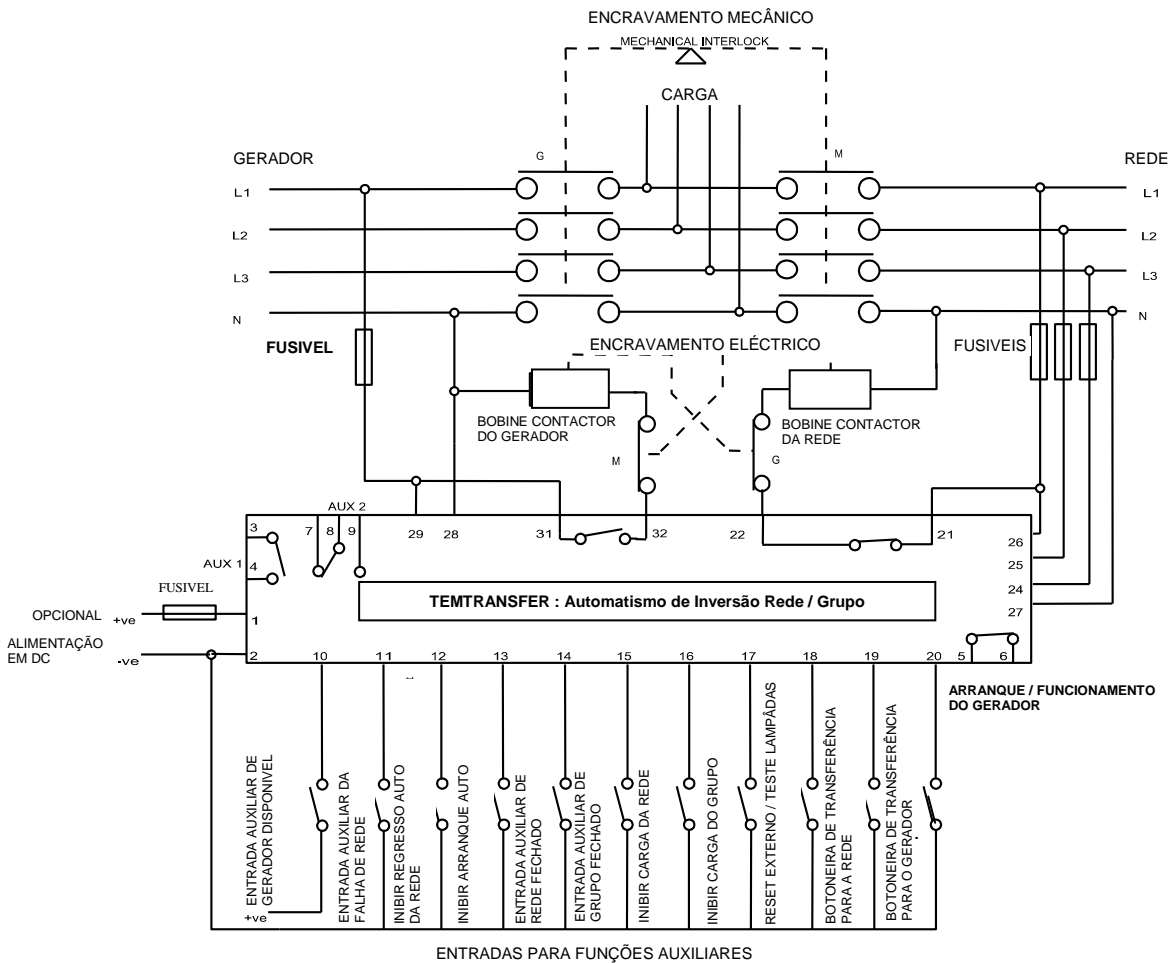 ENCRAVAMENTO MECÂNICO
MECHANICAL INTERLOCK
CARGA
GERADOR
G
M
REDE
L1
L1
L2
L2
L3
L3
N
N
FUSIVEL
ENCRAVAMENTO ELÉCTRICO
FUSIVEIS
BOBINE CONTACTOR
DO GERADOR
BOBINE CONTACTOR
DA REDE
M
G
AUX 2
3
7
8
9
29
28
31
32
22
21
26
AUX 1
4
25
24
27
FUSIVEL
TEMTRANSFER : Automatismo de Inversão Rede / Grupo
OPCIONAL
+ve
1
ALIMENTAÇÃO
EM DC
-ve
2
10
11
12
13
14
15
16
17
18
19
20
5
6
ARRANQUE / FUNCIONAMENTO
DO GERADOR
ENTRADA AUXILIAR DE
GERADOR DISPONIVEL
ENTRADA AUXILIAR DA
FALHA DE REDE
INIBIR REGRESSO AUTO
DA REDE
INIBIR ARRANQUE AUTO
ENTRADA AUXILIAR DE
REDE FECHADO
ENTRADA AUXILIAR DE
GRUPO FECHADO
INIBIR CARGA DA REDE
INIBIR CARGA DO GRUPO
RESET EXTERNO / TESTE LAMPÂDAS
BOTONEIRA DE TRANSFERÊNCIA
PARA A REDE
BOTONEIRA DE TRANSFERÊNCIA
PARA O GERADOR
+ve
ENTRADAS PARA FUNÇÕES AUXILIARES